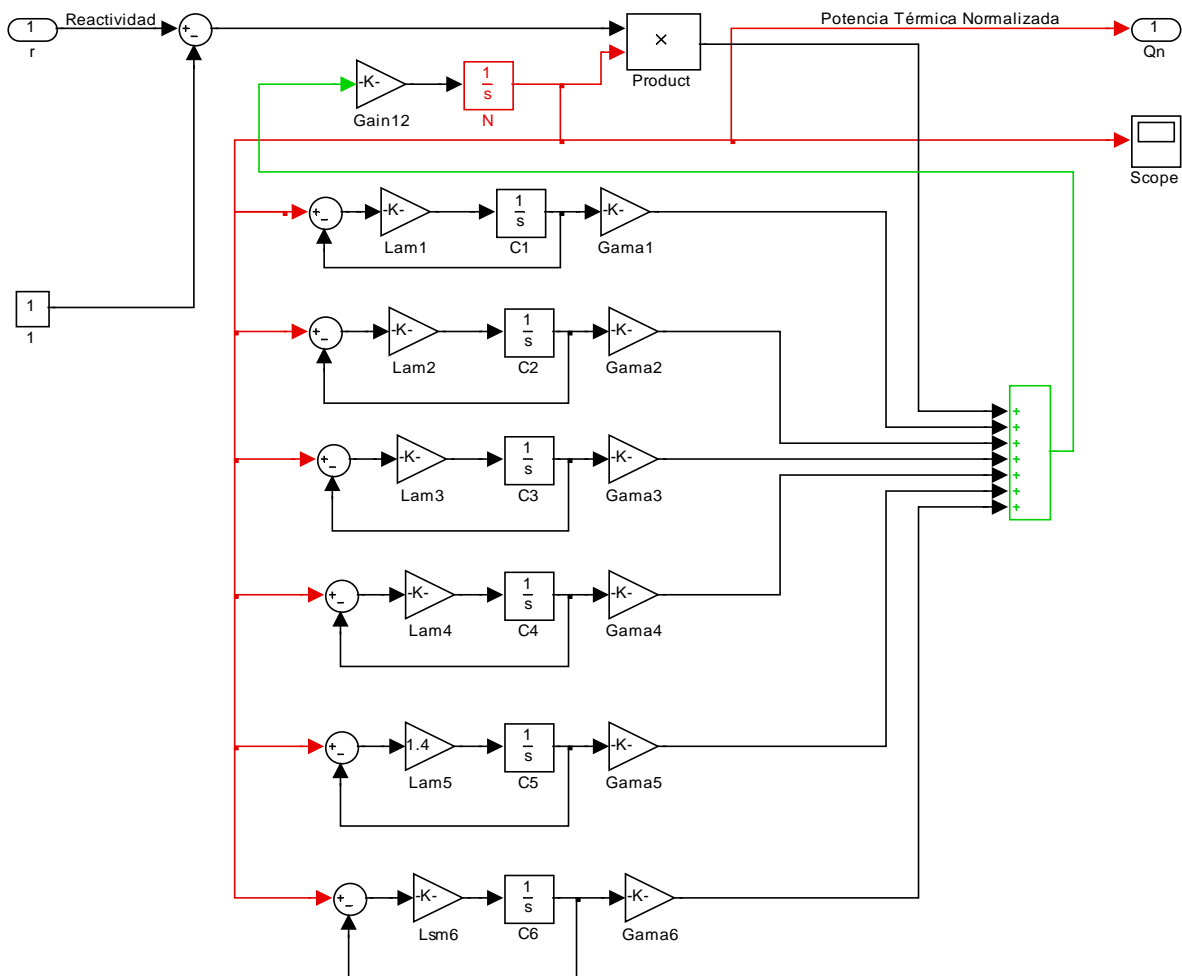 1
Reactividad
+
−
r
×
Product
Potencia Térmica Normalizada
1
Qn
-K-
Gain12
1
s
N
Scope
+
−
-K-
Lam1
1
s
C1
-K-
Gama1
1
1
+
−
-K-
Lam2
1
s
C2
-K-
Gama2
+
−
-K-
Lam3
1
s
C3
-K-
Gama3
+
+
+
+
+
+
+
+
−
-K-
Lam4
1
s
C4
-K-
Gama4
+
−
1.4
Lam5
1
s
C5
-K-
Gama5
+
−
-K-
Lsm6
1
s
C6
-K-
Gama6